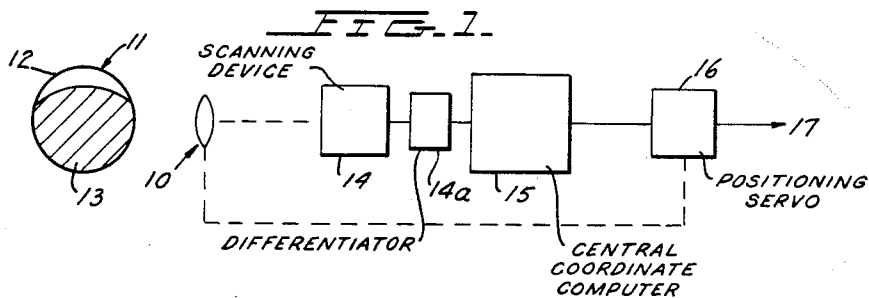 FIG. 1.
SCANNING
DEVICE
11
12
16
17
10
13
14
14a
15
POSITIONING
SERVO
DIFFERENTIATOR
CENTRAL
COORDINATE
COMPUTER